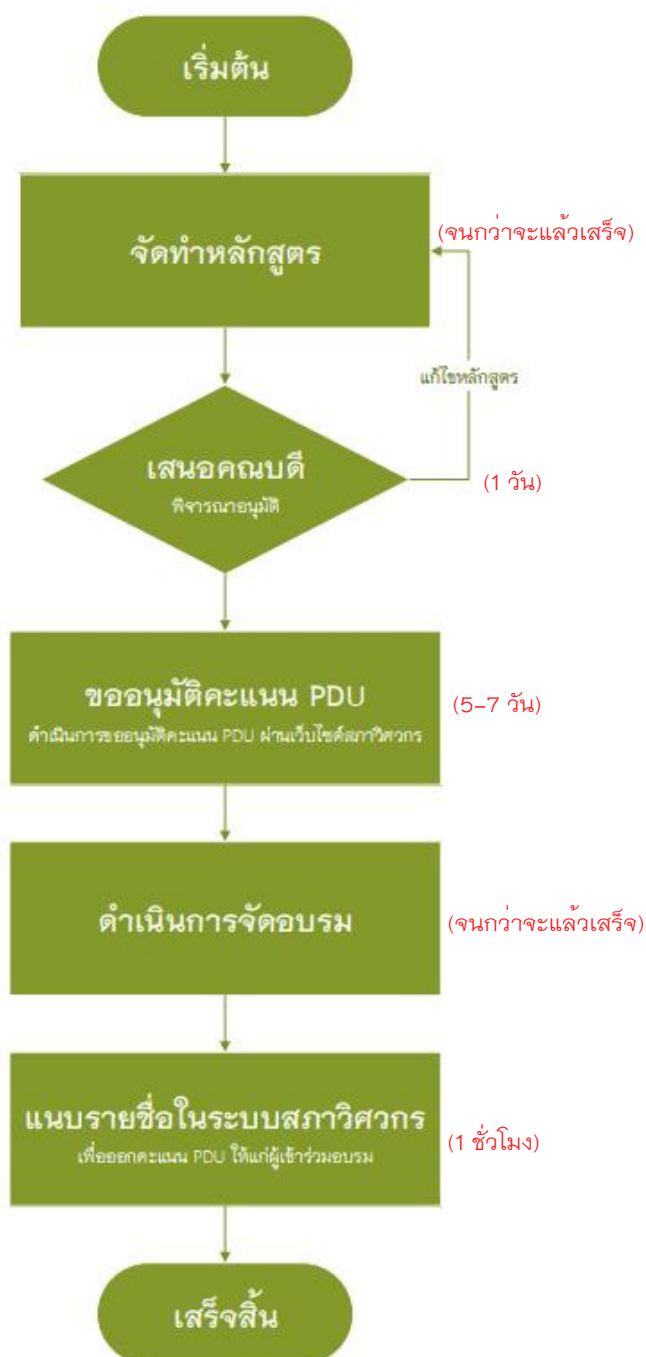 เริ่มต้น
จัดทำหลักสูตร
(จนกว่าจะแล้วเสร็จ)
แก้ไขหลักสูตร
เสนอคณบดี
พิจารณาอนุมัติ
(1 วัน)
ขออนุมัติคะแนน PDU
ดำเนินการขออนุมัติคะแนน PDU ผ่านเว็บไซต์สภาวิศวกร
(5-7 วัน)
ดำเนินการจัดอบรม
(จนกว่าจะแล้วเสร็จ)
แนบรายชื่อในระบบสภาวิศวกร
เพื่อออกคะแนน PDU ให้แก่ผู้เข้าร่วมอบรม
(1 ชั่วโมง)
เสร็จสิ้น